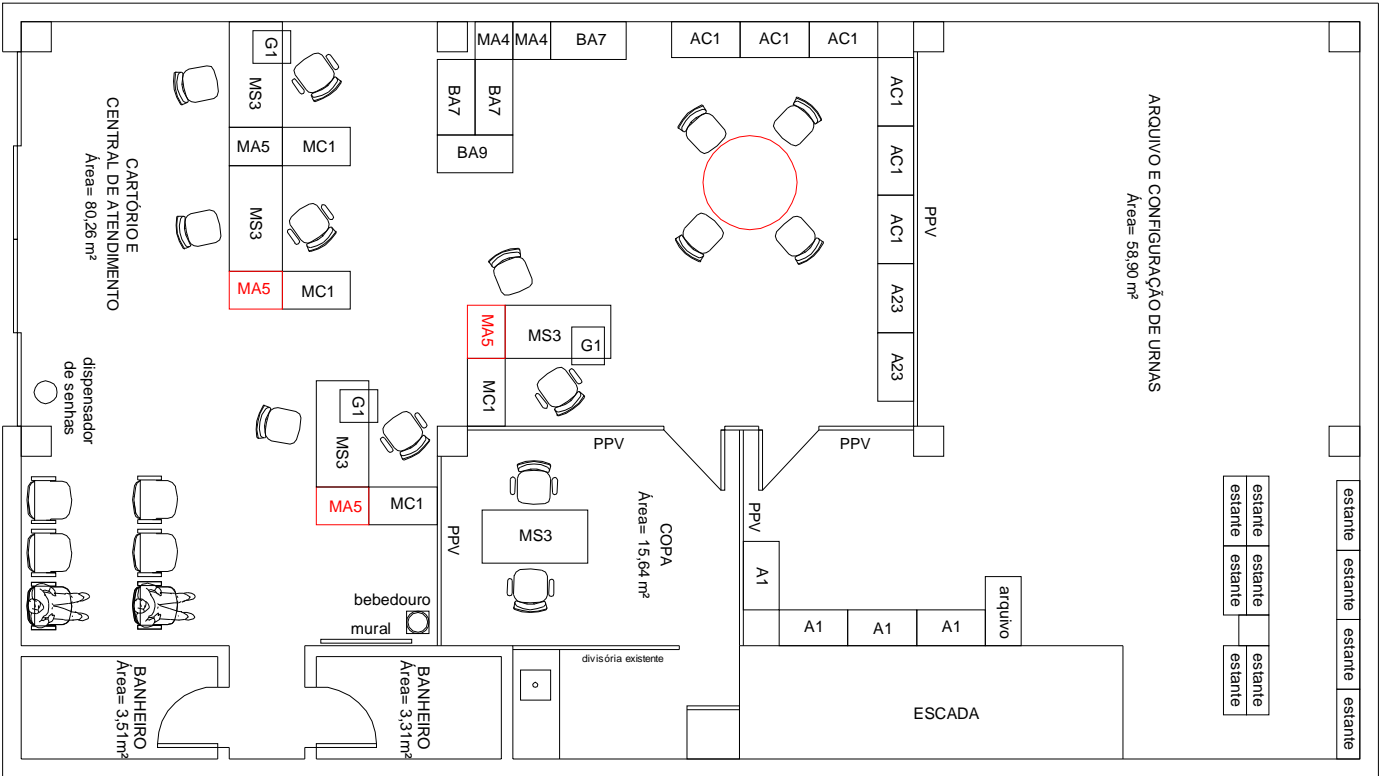 G1
MS3
MA5
MC1
MS3
MA5
MC1
CARTÓRIO E
CENTRAL DE ATENDIMENTO
Área= 80,26 m²
dispensador
de senhas
MA4
MA4
BA7
BA7
BA7
BA9
AC1
AC1
AC1
AC1
AC1
AC1
A23
A23
PPV
ARQUIVO E CONFIGURAÇÃO DE URNAS
Área= 58,90 m²
MA5
MS3
G1
MC1
G1
MS3
MA5
MC1
PPV
PPV
PPV
PPV
COPA
Área= 15,64 m²
MS3
bebedouro
mural
A1
A1
A1
A1
arquivo
estante
estante
estante
estante
estante
estante
estante
estante
estante
estante
divisória existente
ESCADA
BANHEIRO
Área= 3,51m²
BANHEIRO
Área= 3,31m²